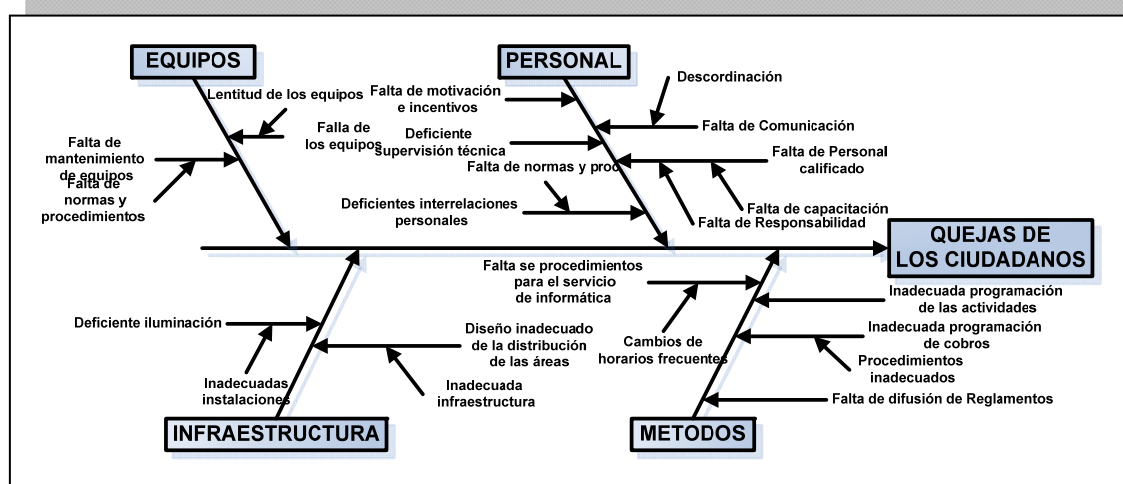 EQUIPOS
PERSONAL
Descordinación
Lentitud de los equipos
Falta de motivación
e incentivos
Falla de
los equipos
Deficiente
supervisión técnica
Falta de Comunicación
Falta de
mantenimiento
de equipos
Falta de
normas y
procedimientos
Falta de normas y proc
Falta de Personal
calificado
Deficientes interrelaciones
personales
Falta de capacitación
Falta de Responsabilidad
QUEJAS DE
LOS CIUDADANOS
Falta se procedimientos
para el servicio
de informática
Inadecuada programación
de las actividades
Deficiente iluminación
Diseño inadecuado
de la distribución
de las áreas
Cambios de
horarios frecuentes
Inadecuada programación
de cobros
Procedimientos
inadecuados
Inadecuadas
instalaciones
Inadecuada
infraestructura
Falta de difusión de Reglamentos
INFRAESTRUCTURA
METODOS